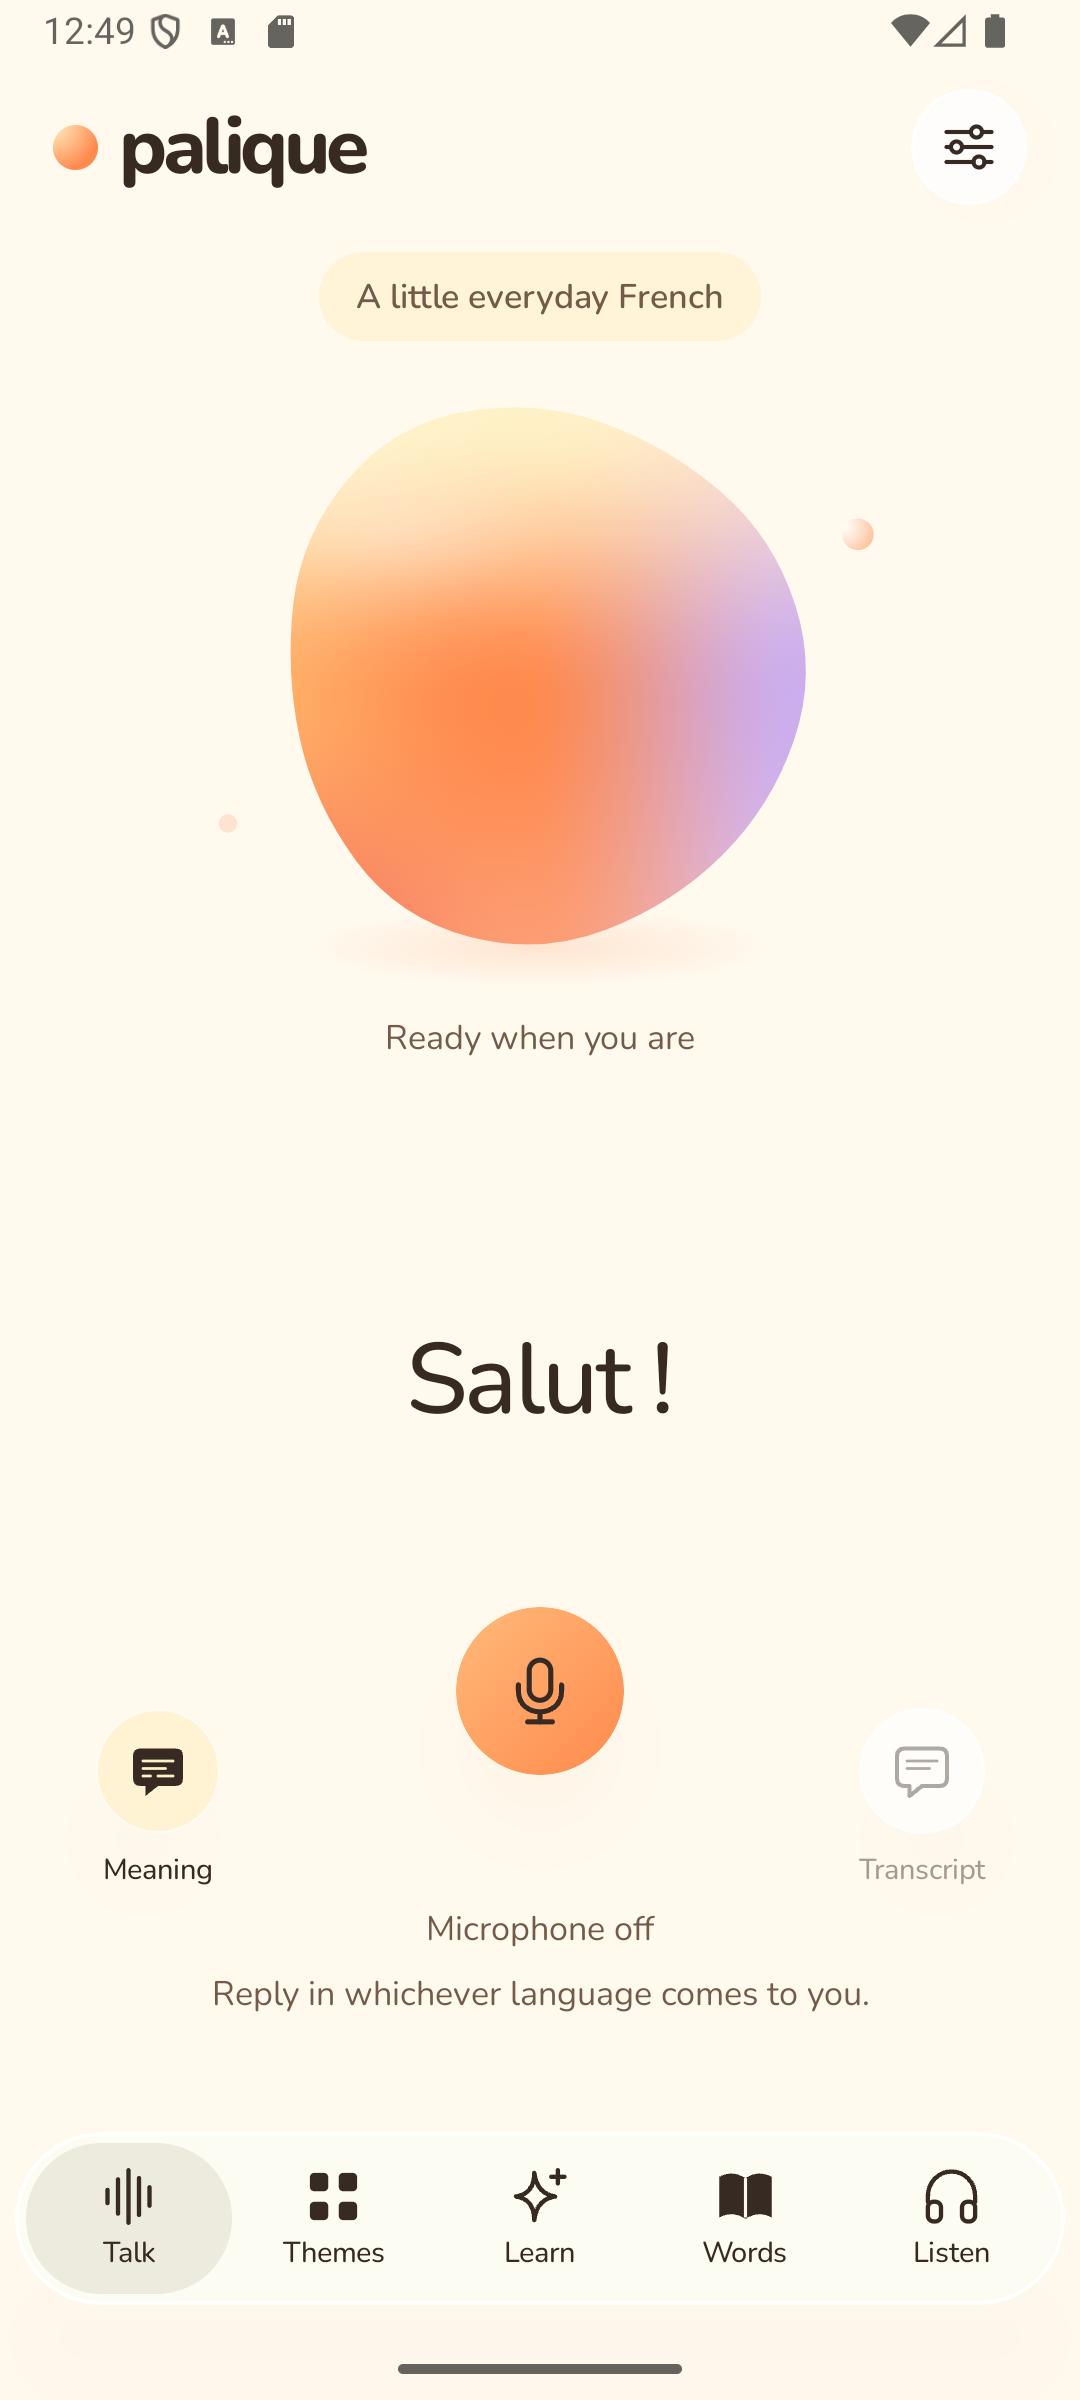 12:49
palique
A little everyday French
Ready when you are
Salut !
Meaning
Transcript
Microphone off
Reply in whichever language comes to you.
Talk
Themes
Learn
Words
Listen